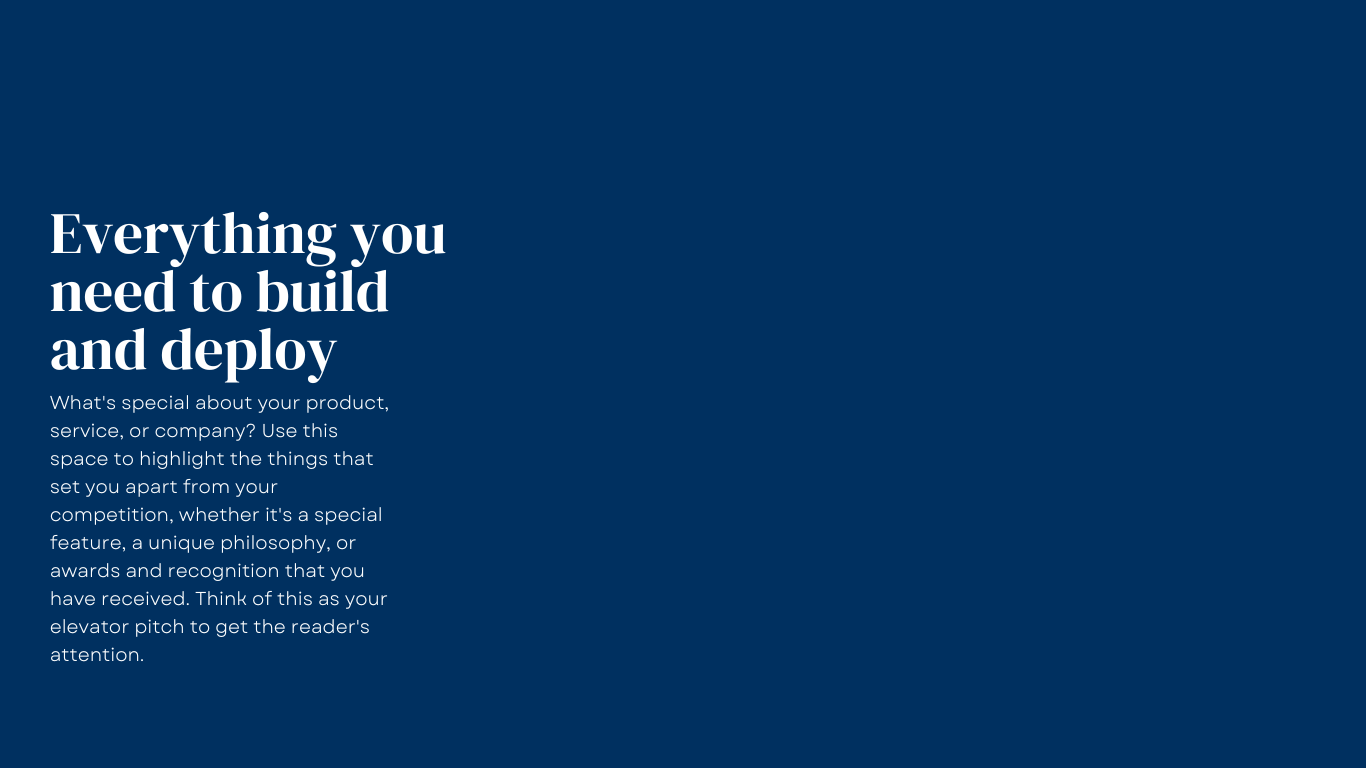 Everything you
need to build
and deploy
What's special about your product,
service, or company? Use this
space to highlight the things that
set you apart from your
competition, whether it's a special
feature, a unique philosophy, or
awards and recognition that you
have received. Think of this as your
elevator pitch to get the reader's
attention.